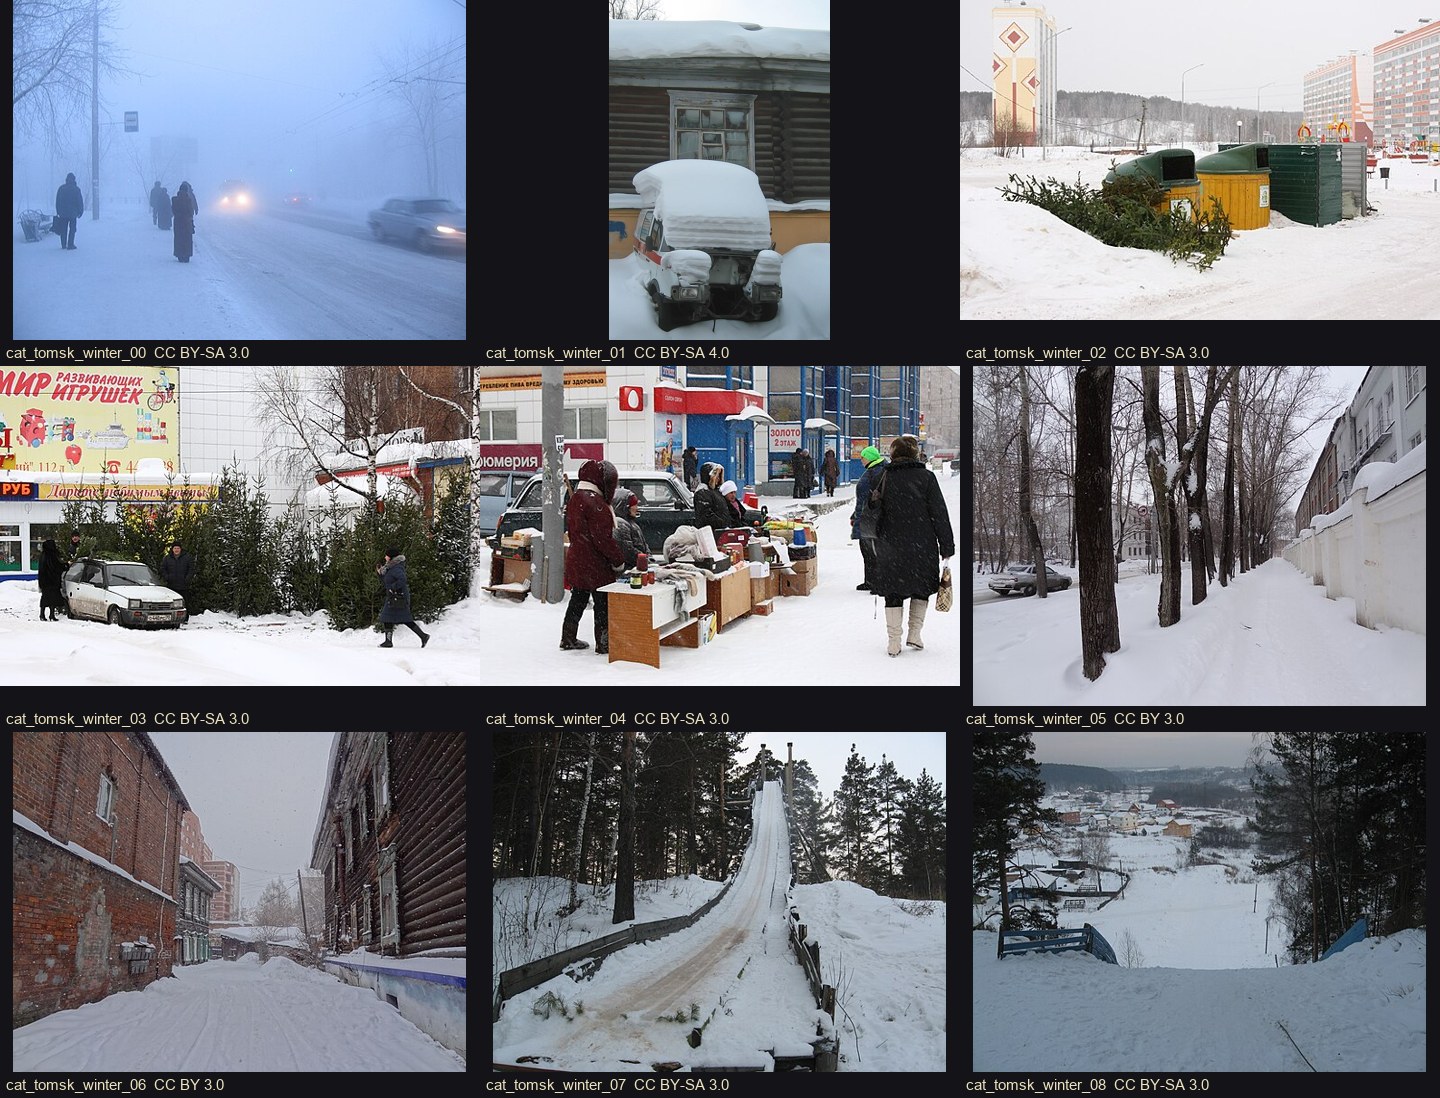 cat_tomsk_winter_00 CC BY-SA 3.0
cat_tomsk_winter_01 CC BY-SA 4.0
cat_tomsk_winter_02 CC BY-SA 3.0
МИР РАЗВИВАЮЩИХ
ИГРУШЕК
РУБ
ЗДОРОВЬЮ
ЗОЛОТО
2 ЭТАЖ
cat_tomsk_winter_03 CC BY-SA 3.0
cat_tomsk_winter_04 CC BY-SA 3.0
cat_tomsk_winter_05 CC BY 3.0
cat_tomsk_winter_06 CC BY 3.0
cat_tomsk_winter_07 CC BY-SA 3.0
cat_tomsk_winter_08 CC BY-SA 3.0